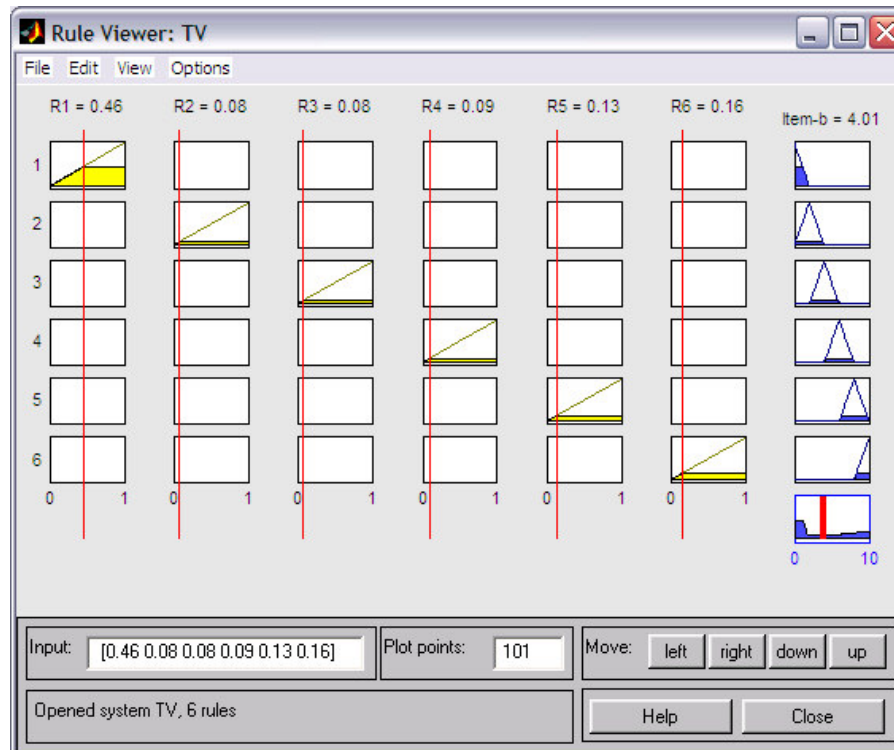 Rule Viewer: TV
File Edit View Options
R1 = 0.46 R2 = 0.08 R3 = 0.08 R4 = 0.09 R5 = 0.13 R6 = 0.16 Item-b = 4.01
1
2
3
4
5
6
0 1 0 1 0 1 0 1 0 1 0 1
0 10
Input: [0.46 0.08 0.08 0.09 0.13 0.16] Plot points: 101 Move: left right down up
Opened system TV, 6 rules Help Close